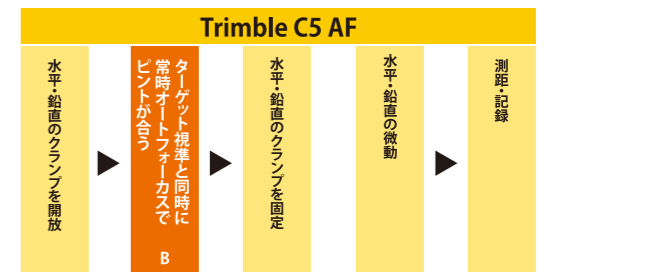 Trimble C5 AF
水平・鉛直のクランプを開放
ターゲット視準と同時に
常時オートフォーカスで
ピントが合う
B
水平・鉛直のクランプを固定
水平・鉛直の微動
測距・記録